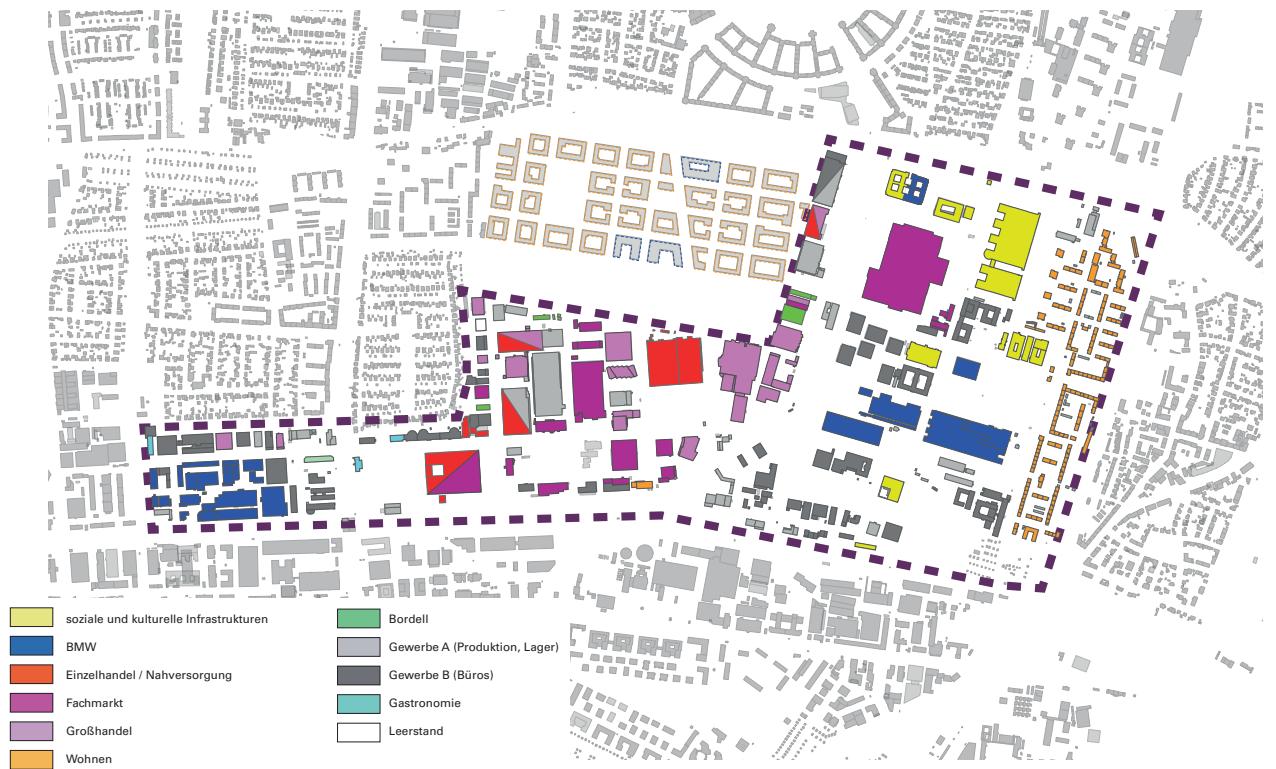 soziale und kulturelle Infrastrukturen
BMW
Einzelhandel / Nahversorgung
Fachmarkt
Großhandel
Wohnen
Bordell
Gewerbe A (Produktion, Lager)
Gewerbe B (Büros)
Gastronomie
Leerstand